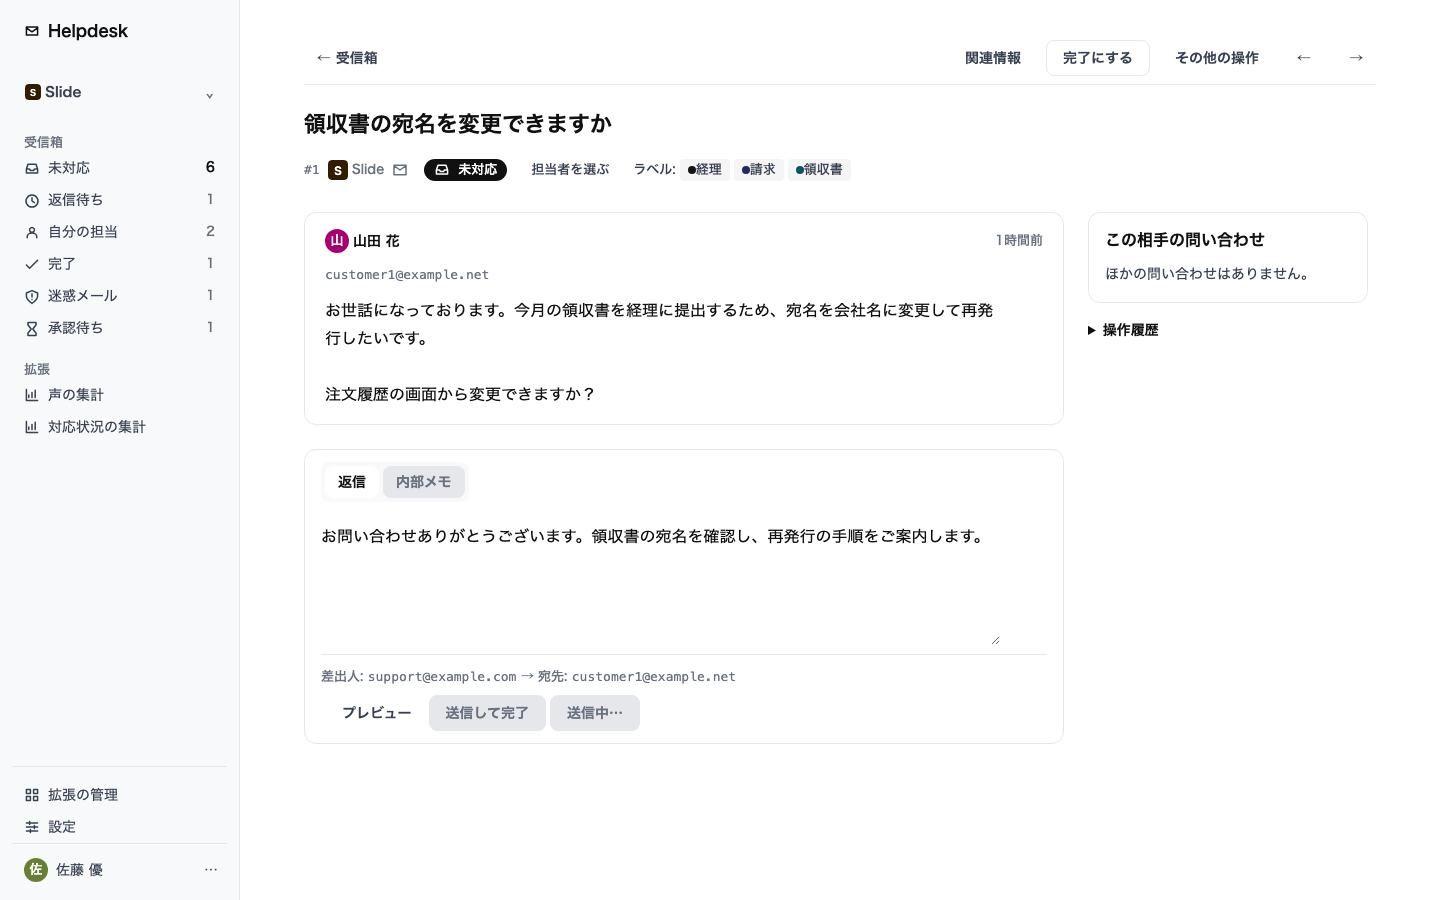 Helpdesk
S Slide
受信箱
未対応 6
返信待ち 1
自分の担当 2
完了 1
迷惑メール 1
承認待ち 1
拡張
声の集計
対応状況の集計
拡張の管理
設定
佐 佐藤 優 …
← 受信箱
関連情報 完了にする その他の操作 ← →
領収書の宛名を変更できますか
#1 S Slide 未対応 担当者を選ぶ ラベル: 経理 請求 領収書
山 山田 花 1時間前
customer1@example.net
お世話になっております。今月の領収書を経理に提出するため、宛名を会社名に変更して再発
行したいです。
注文履歴の画面から変更できますか？
返信 内部メモ
お問い合わせありがとうございます。領収書の宛名を確認し、再発行の手順をご案内します。
差出人: support@example.com → 宛先: customer1@example.net
プレビュー 送信して完了 送信中…
この相手の問い合わせ
ほかの問い合わせはありません。
▶ 操作履歴